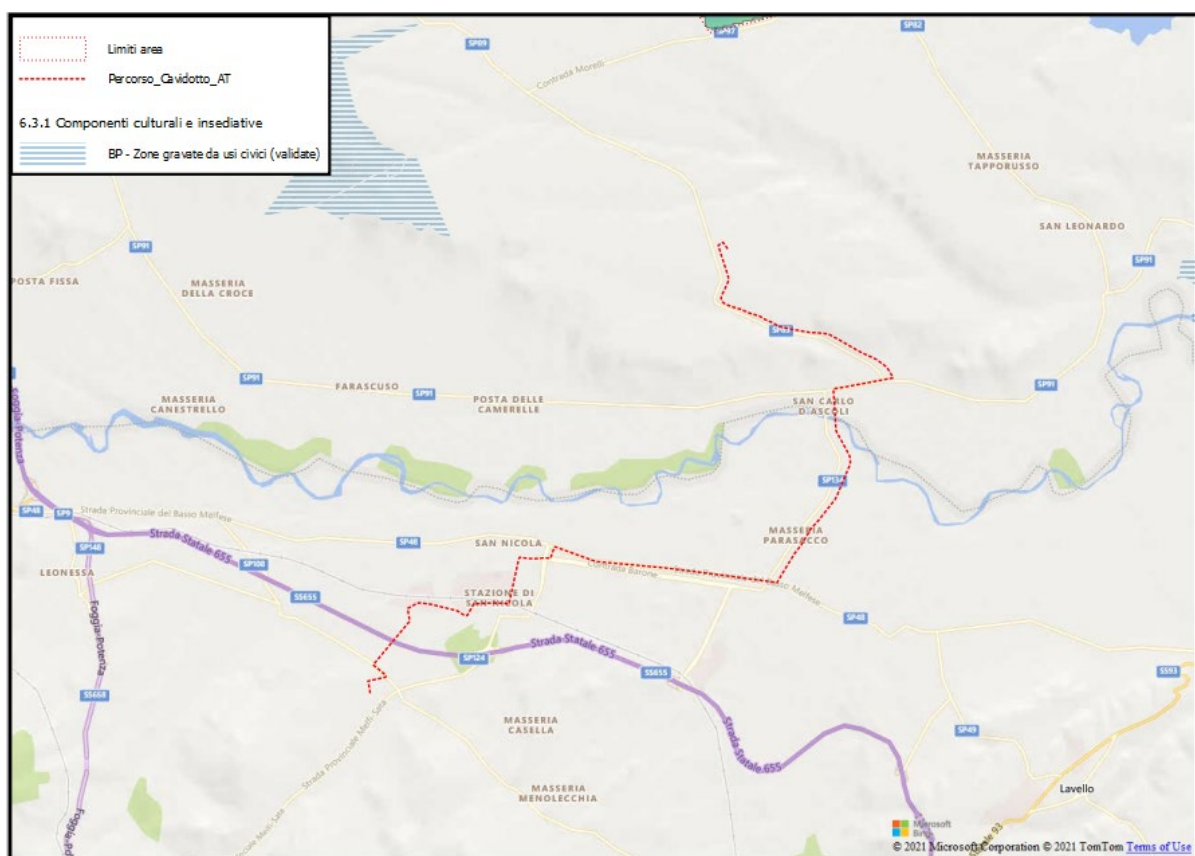 Limiti area
Percorso_Cavidotto_AT
6.3.1 Componenti culturali e insediative
BP - Zone gravate da usi civici (validate)
SP89
SP97
SP82
Contrada Morelli
MASSERIA
TAPPORUSSO
SAN LEONARDO
SP91
SP91
POSTA FISSA
MASSERIA
DELLA CROCE
SP91
FARASCUSO
SP91
SP91
MASSERIA
CANESTRELLO
POSTA DELLE
CAMERELLE
SAN CARLO
D'ASCOLI
Foggia-Potenza
SP134
SP48
SP9
Strada Provinciale del Basso Melfese
SP48
SAN NICOLA
MASSERIA
PARASACCO
Strada Statale 655
SP148
SP108
Contrada Barone
LEONESSA
STAZIONE DI
SAN NICOLA
SS655
SP48
Foggia-Potenza
SP124
Strada Statale 655
SS655
SS93
SS658
Strada Provinciale Melfi-Sata
MASSERIA
CASELLA
Strada Statale 655
SP49
MASSERIA
MENOLECCHIA
Lavello
Microsoft
Bing
© 2021 Microsoft Corporation © 2021 TomTom Terms of Use